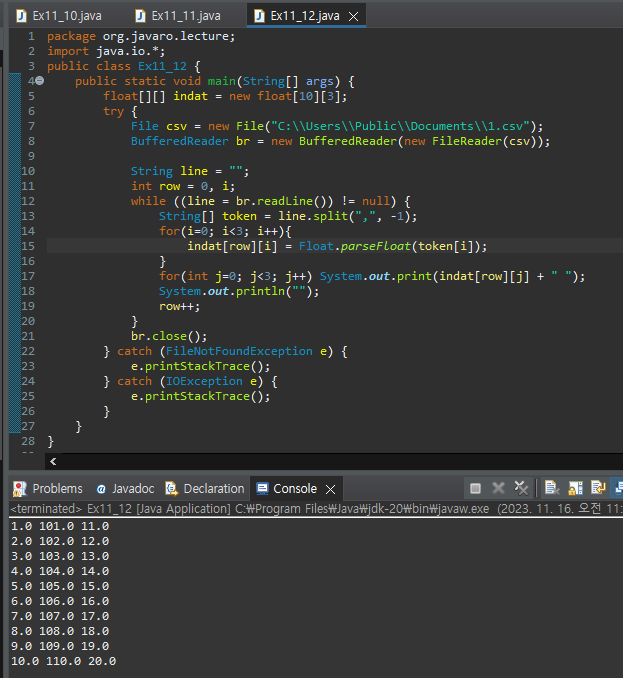 Ex11_10.java Ex11_11.java Ex11_12.java
1 package org.javaro.lecture;
2 import java.io.*;
3 public class Ex11_12 {
4 public static void main(String[] args) {
5 float[][] indat = new float[10][3];
6 try {
7 File csv = new File("C:\\Users\\Public\\Documents\\1.csv");
8 BufferedReader br = new BufferedReader(new FileReader(csv));
9
10 String line = "";
11 int row = 0, i;
12 while ((line = br.readLine()) != null) {
13 String[] token = line.split(",", -1);
14 for(i=0; i<3; i++){
15 indat[row][i] = Float.parseFloat(token[i]);
16 }
17 for(int j=0; j<3; j++) System.out.print(indat[row][j] + " ");
18 System.out.println("");
19 row++;
20 }
21 br.close();
22 } catch (FileNotFoundException e) {
23 e.printStackTrace();
24 } catch (IOException e) {
25 e.printStackTrace();
26 }
27 }
28 }
Problems Javadoc Declaration Console
<terminated> Ex11_12 [Java Application] C:₩Program Files₩Java₩jdk-20₩bin₩javaw.exe (2023. 11. 16. 오전 11:
1.0 101.0 11.0
2.0 102.0 12.0
3.0 103.0 13.0
4.0 104.0 14.0
5.0 105.0 15.0
6.0 106.0 16.0
7.0 107.0 17.0
8.0 108.0 18.0
9.0 109.0 19.0
10.0 110.0 20.0